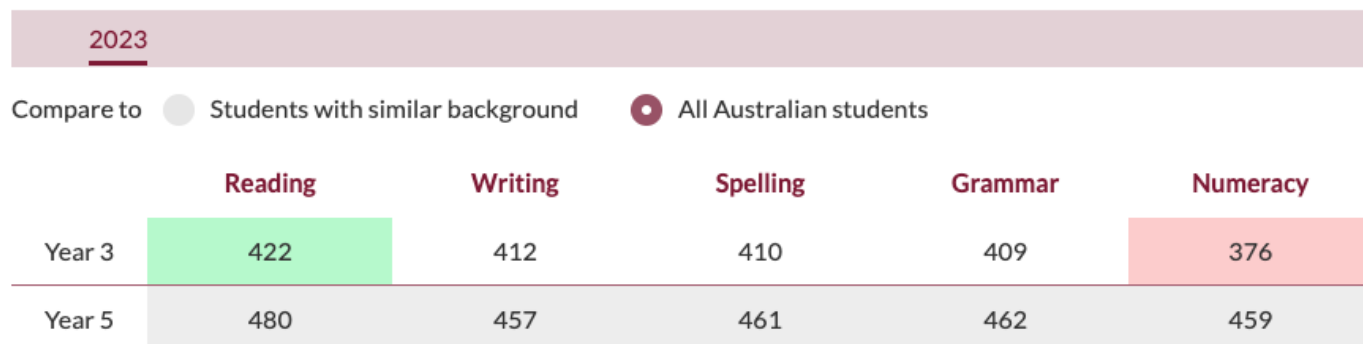 2023
Compare to Students with similar background All Australian students
Reading Writing Spelling Grammar Numeracy
Year 3 422 412 410 409 376
Year 5 480 457 461 462 459